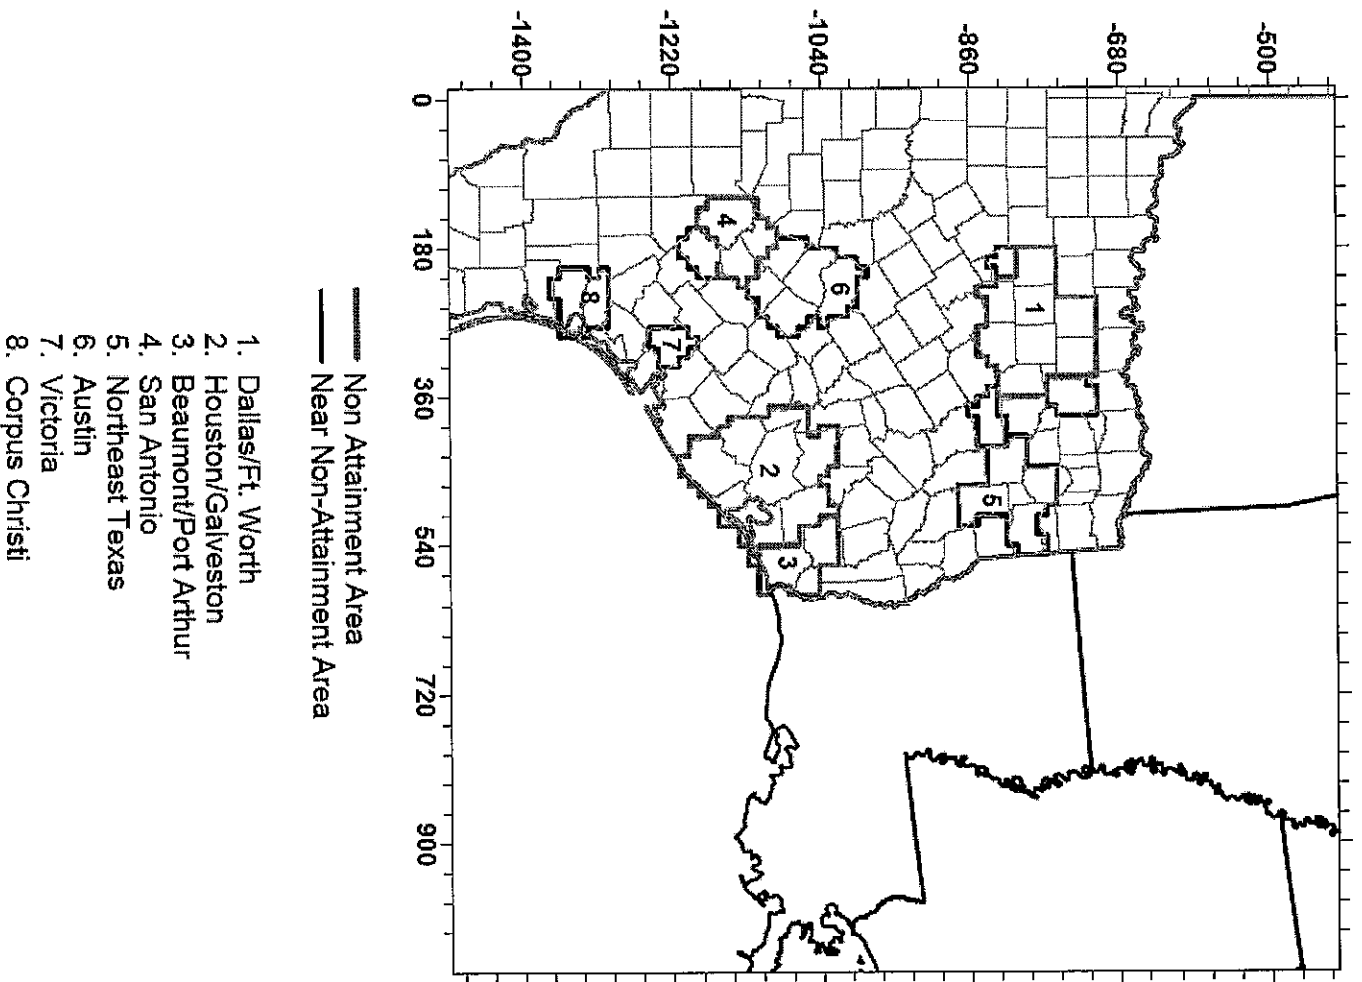 -500
-680
-860
-1040
-1220
-1400
0
180
360
540
720
900
1
2
3
4
5
6
7
8
Non Attainment Area
Near Non-Attainment Area
1. Dallas/Ft. Worth
2. Houston/Galveston
3. Beaumont/Port Arthur
4. San Antonio
5. Northeast Texas
6. Austin
7. Victoria
8. Corpus Christi